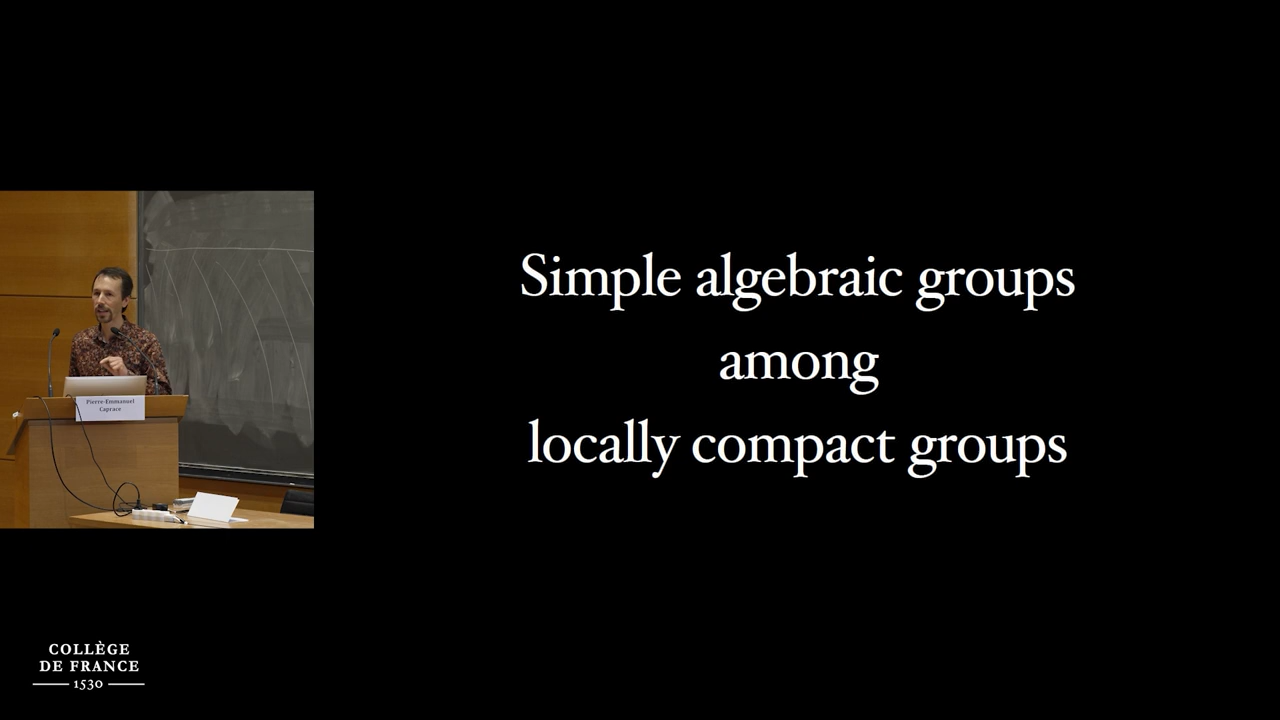 Simple algebraic groups
among
locally compact groups
Pierre-Emmanuel
Caprace
COLLÈGE
DE FRANCE
1530